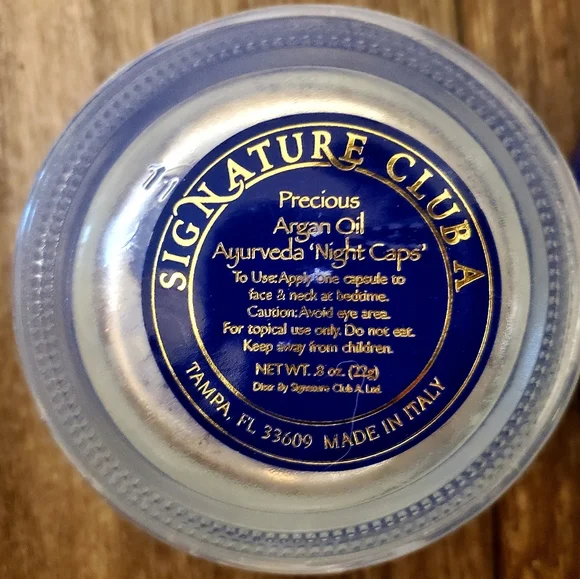 SIGNATURE CLUB A
Precious
Argan Oil
Ayurveda 'Night Caps'
To Use: Apply one capsule to
face & neck at bedtime.
Caution: Avoid eye area.
For topical use only. Do not eat.
Keep away from children.
NET WT. .8 oz. (22g)
Distr. By Signature Club A, Ltd.
TAMPA, FL 33609 MADE IN ITALY